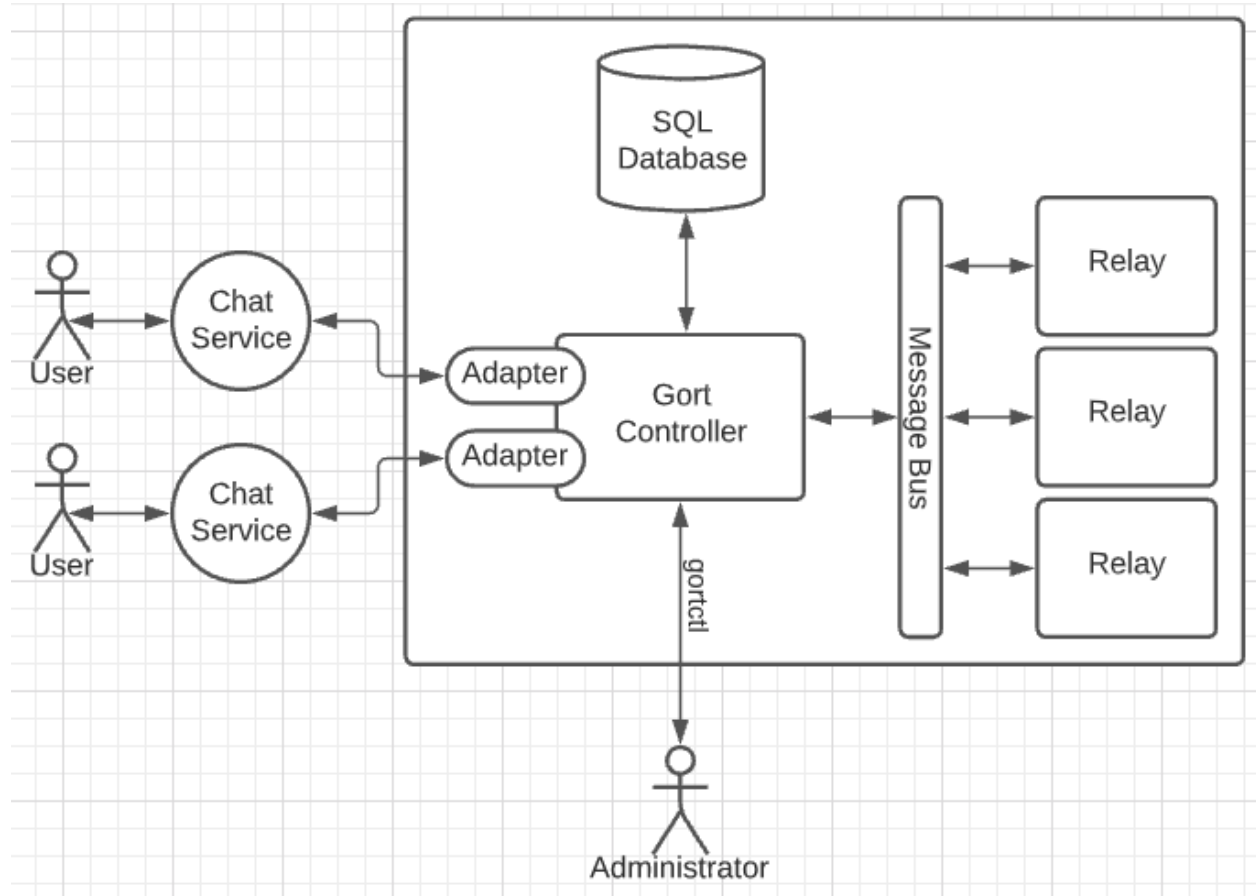 SQL
Database
User
Chat
Service
Adapter
Gort
Controller
Adapter
User
Chat
Service
Message Bus
Relay
Relay
Relay
gortctl
Administrator